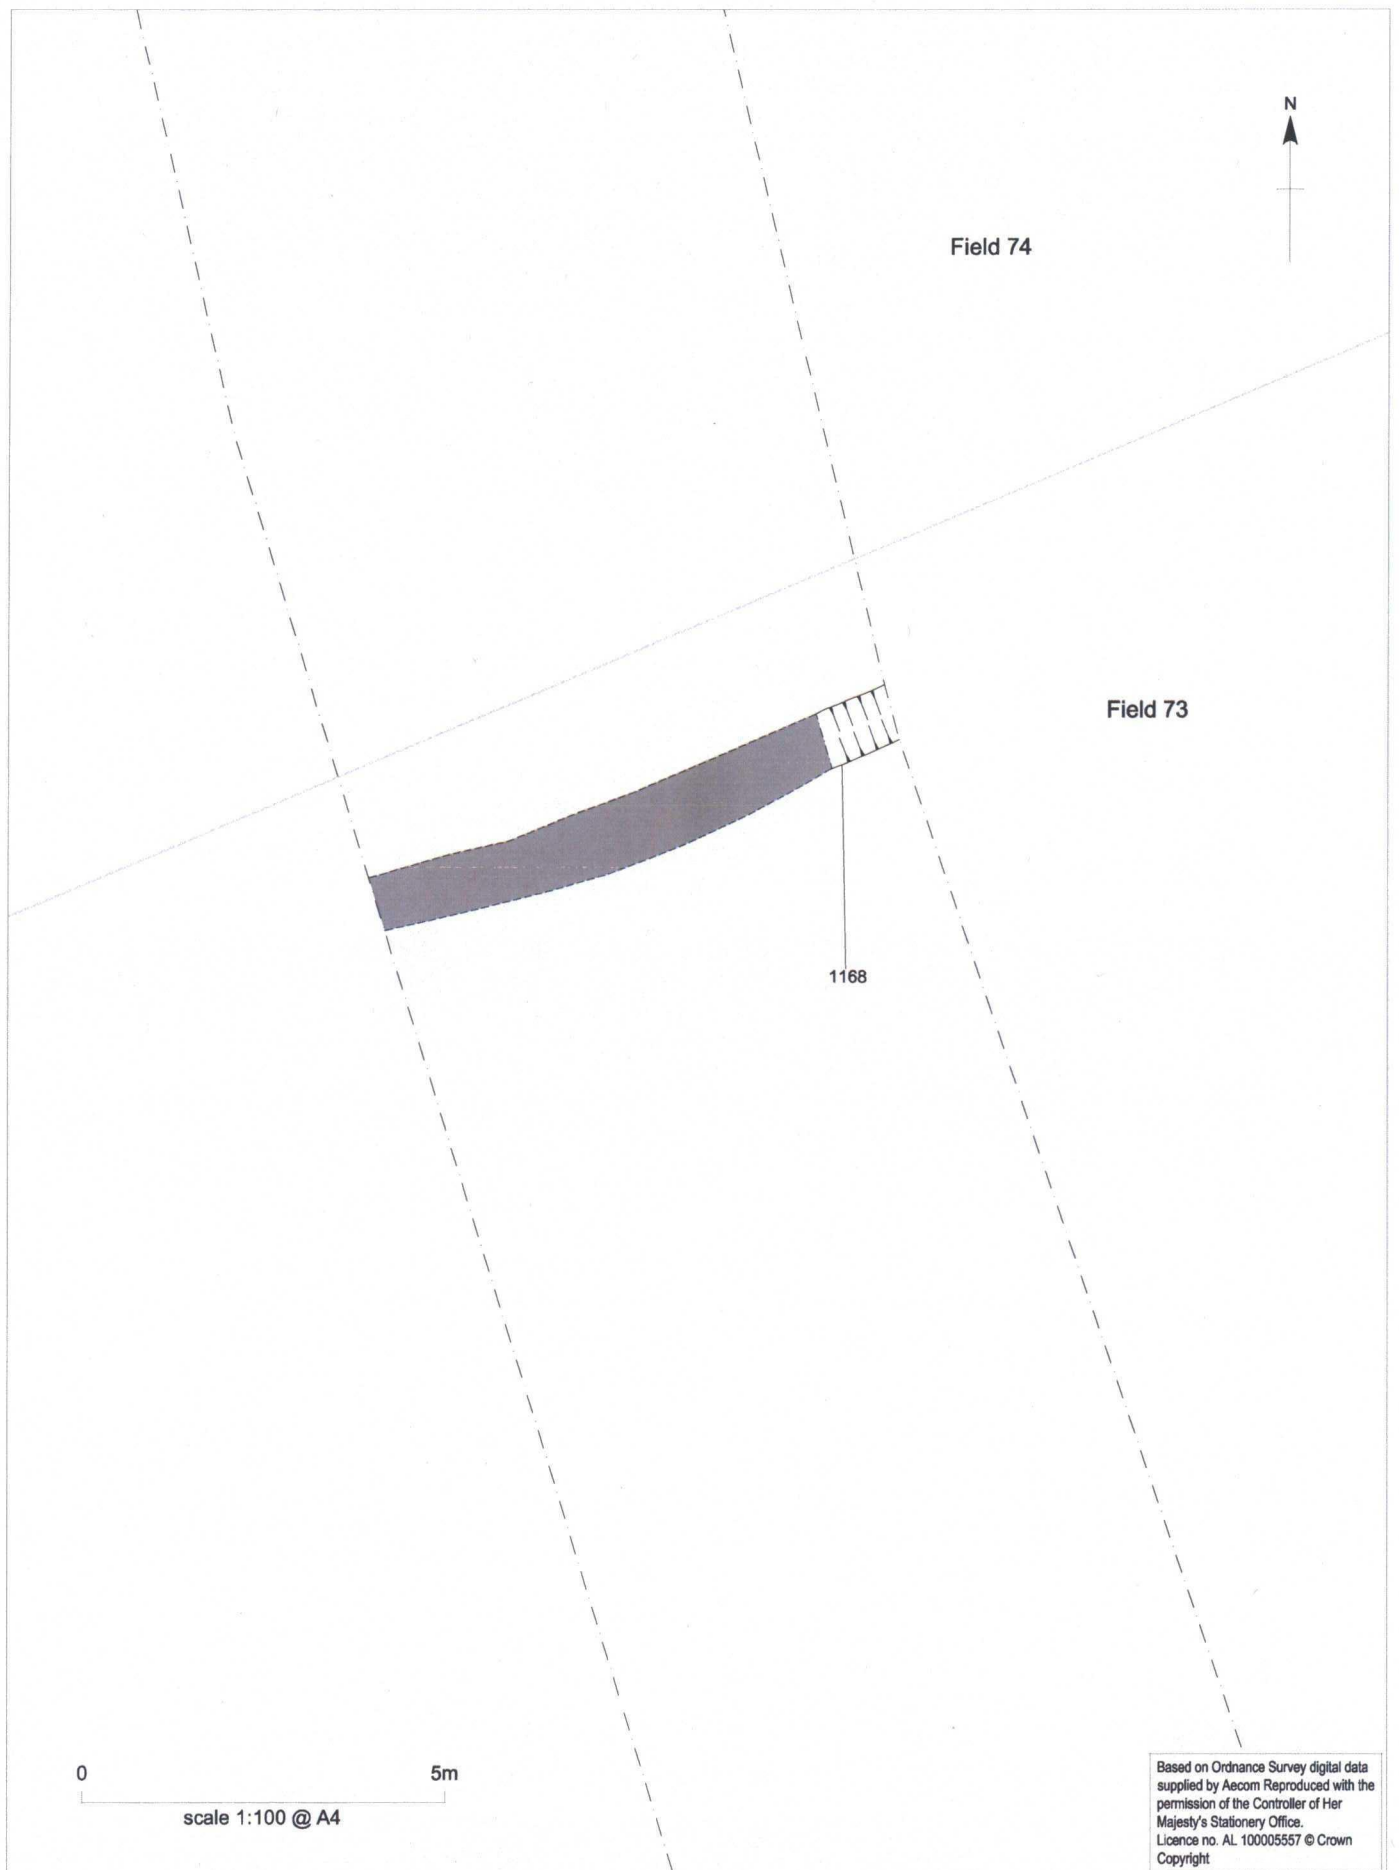 N
Field 74
Field 73
1168
0 5m
scale 1:100 @ A4
Based on Ordnance Survey digital data
supplied by Aecom Reproduced with the
permission of the Controller of Her
Majesty's Stationery Office.
Licence no. AL 100005557 © Crown
Copyright